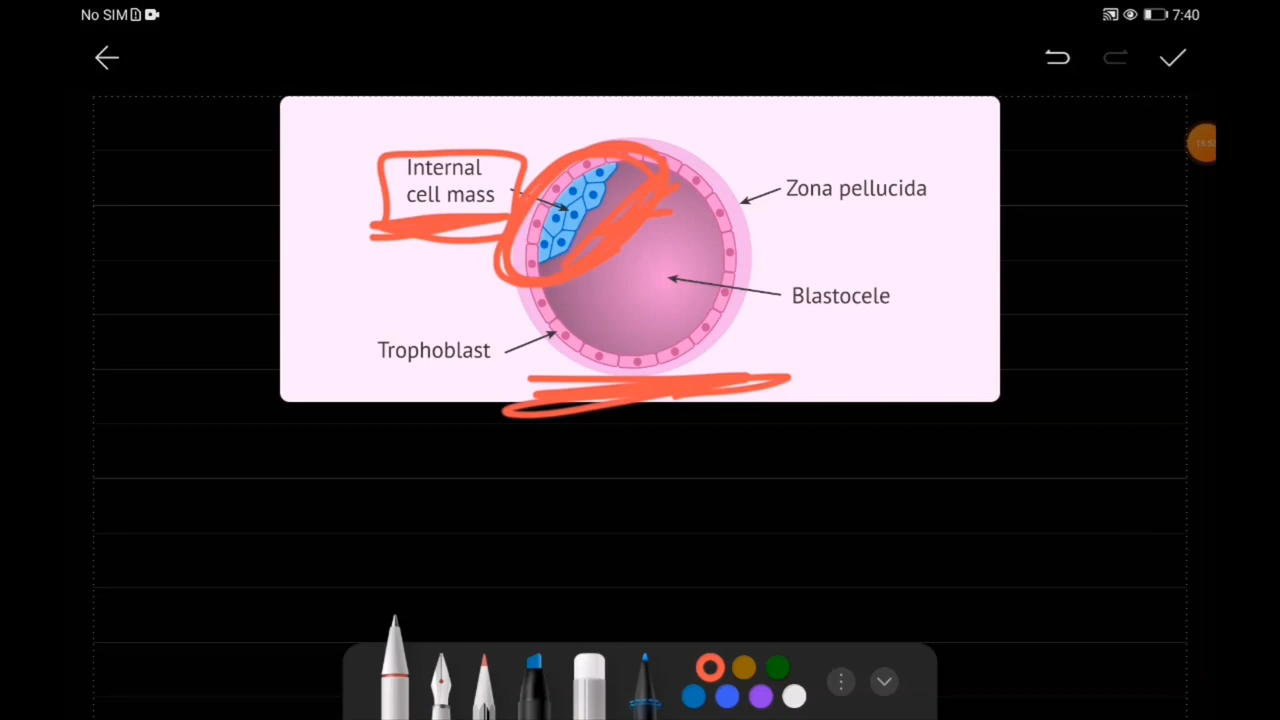 No SIM
7:40
Internal
cell mass
Zona pellucida
Blastocele
Trophoblast